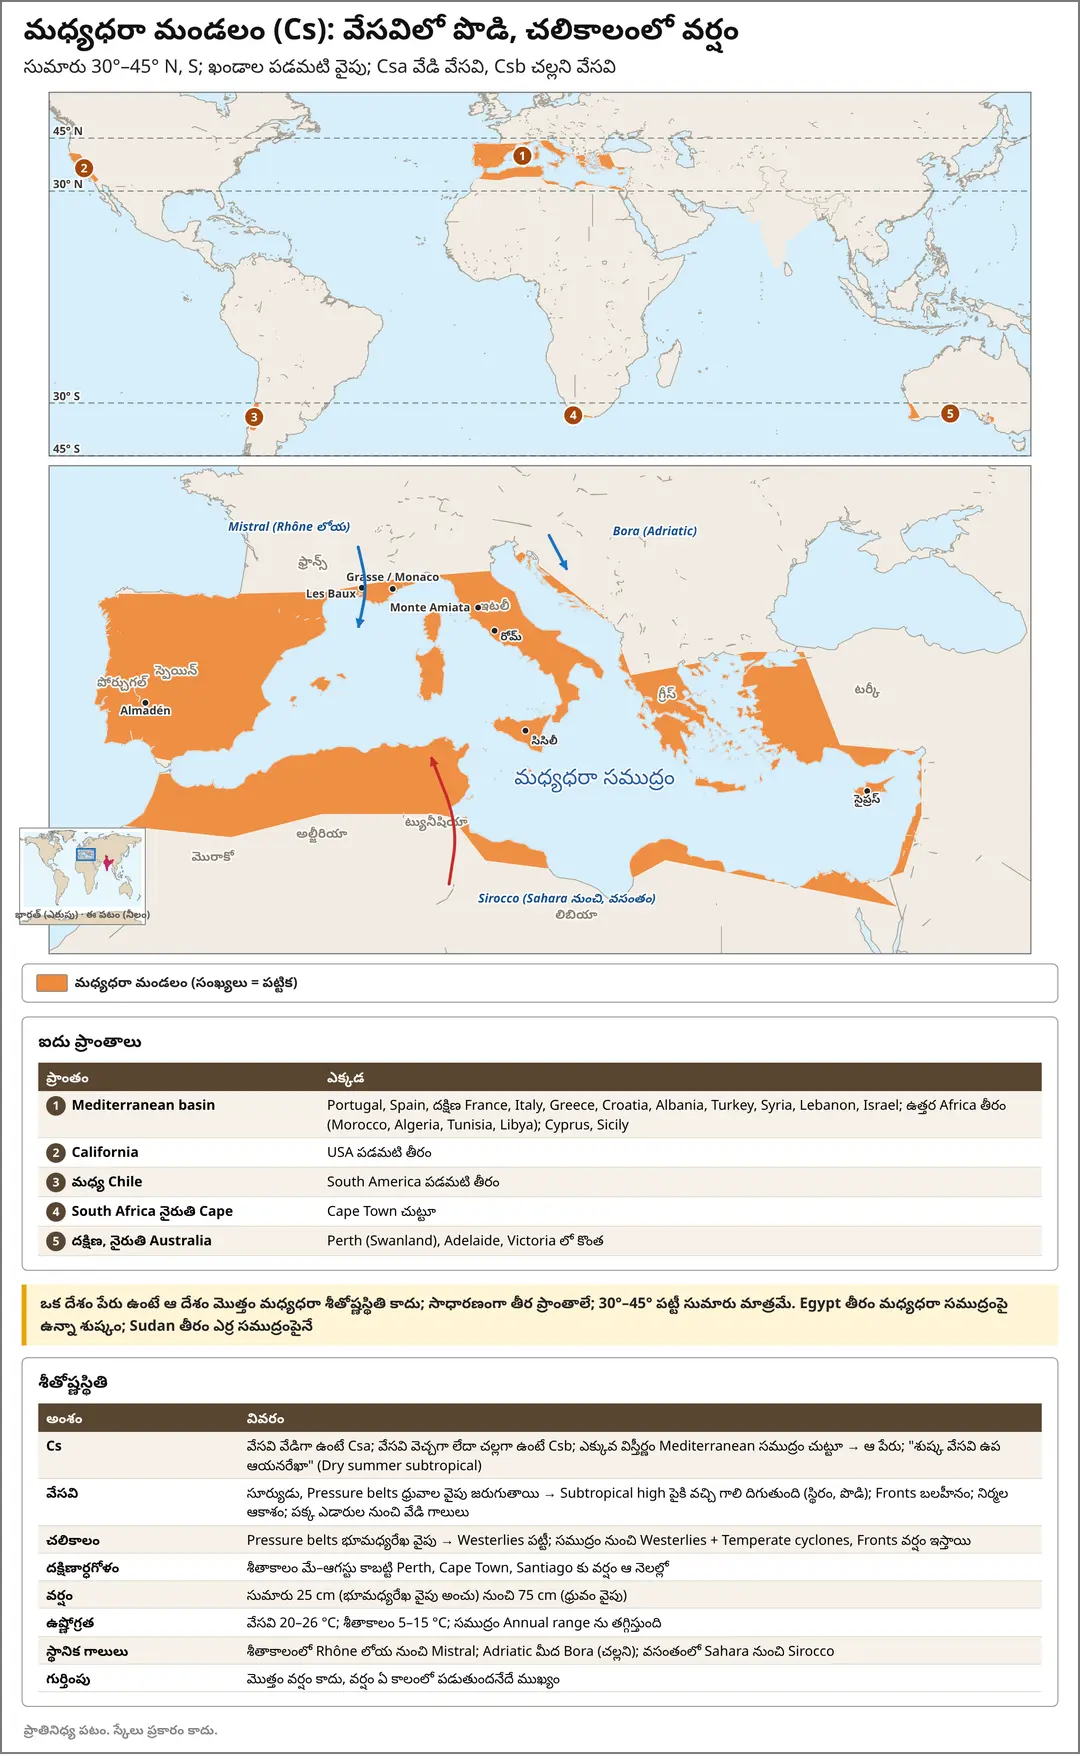 మధ్యధరా మండలం (Cs): వేసవిలో పొడి, చలికాలంలో వర్షం
సుమారు 30°–45° N, S; ఖండాల పడమటి వైపు; Csa వేడి వేసవి, Csb చల్లని వేసవి
45° N
1
2
30° N
30° S
3
4
5
45° S
Mistral (Rhône లోయ)
Bora (Adriatic)
ఫ్రాన్స్
Grasse / Monaco
Les Baux
Monte Amiata
ఇటలీ
రోమ్
స్పెయిన్
పోర్చుగల్
Almadén
గ్రీస్
టర్కీ
సిసిలీ
మధ్యధరా సముద్రం
సైప్రస్
ట్యునీషియా
అల్జీరియా
మొరాకో
Sirocco (Sahara నుంచి, వసంతం)
లిబియా
భారత్ (ఎరుపు) · ఈ పటం (నీలం)
మధ్యధరా మండలం (సంఖ్యలు = పట్టిక)
ఐదు ప్రాంతాలు
ప్రాంతం ఎక్కడ
1 Mediterranean basin Portugal, Spain, దక్షిణ France, Italy, Greece, Croatia, Albania, Turkey, Syria, Lebanon, Israel; ఉత్తర Africa తీరం
(Morocco, Algeria, Tunisia, Libya); Cyprus, Sicily
2 California USA పడమటి తీరం
3 మధ్య Chile South America పడమటి తీరం
4 South Africa నైరుతి Cape Cape Town చుట్టూ
5 దక్షిణ, నైరుతి Australia Perth (Swanland), Adelaide, Victoria లో కొంత
ఒక దేశం పేరు ఉంటే ఆ దేశం మొత్తం మధ్యధరా శీతోష్ణస్థితి కాదు; సాధారణంగా తీర ప్రాంతాలే; 30°–45° పట్టీ సుమారు మాత్రమే. Egypt తీరం మధ్యధరా సముద్రంపై
ఉన్నా శుష్కం; Sudan తీరం ఎర్ర సముద్రంపైనే
శీతోష్ణస్థితి
అంశం వివరం
Cs వేసవి వేడిగా ఉంటే Csa; వేసవి వెచ్చగా లేదా చల్లగా ఉంటే Csb; ఎక్కువ విస్తీర్ణం Mediterranean సముద్రం చుట్టూ → ఆ పేరు; "శుష్క వేసవి ఉప
ఆయనరేఖా" (Dry summer subtropical)
వేసవి సూర్యుడు, Pressure belts ధ్రువాల వైపు జరుగుతాయి → Subtropical high పైకి వచ్చి గాలి దిగుతుంది (స్థిరం, పొడి); Fronts బలహీనం; నిర్మల
ఆకాశం; పక్క ఎడారుల నుంచి వేడి గాలులు
చలికాలం Pressure belts భూమధ్యరేఖ వైపు → Westerlies పట్టీ; సముద్రం నుంచి Westerlies + Temperate cyclones, Fronts వర్షం ఇస్తాయి
దక్షిణార్ధగోళం శీతాకాలం మే–ఆగస్టు కాబట్టి Perth, Cape Town, Santiago కు వర్షం ఆ నెలల్లో
వర్షం సుమారు 25 cm (భూమధ్యరేఖ వైపు అంచు) నుంచి 75 cm (ధ్రువం వైపు)
ఉష్ణోగ్రత వేసవి 20–26 °C; శీతాకాలం 5–15 °C; సముద్రం Annual range ను తగ్గిస్తుంది
స్థానిక గాలులు శీతాకాలంలో Rhône లోయ నుంచి Mistral; Adriatic మీద Bora (చల్లని); వసంతంలో Sahara నుంచి Sirocco
గుర్తింపు మొత్తం వర్షం కాదు, వర్షం ఏ కాలంలో పడుతుందనేదే ముఖ్యం
ప్రాతినిధ్య పటం. స్కేలు ప్రకారం కాదు.